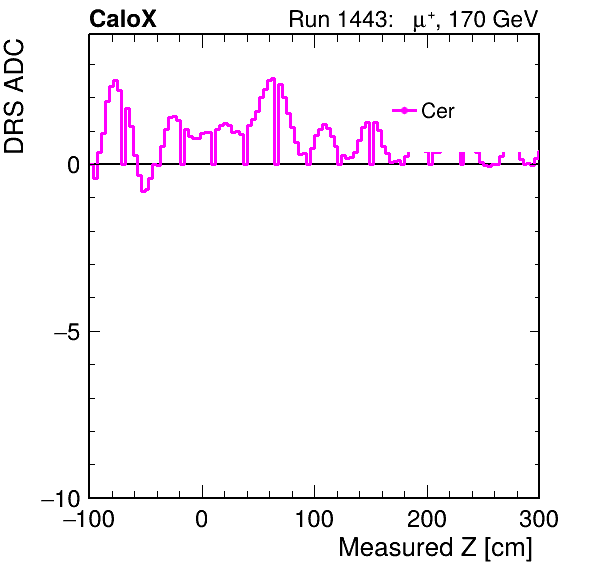 CaloX Run 1443: μ⁺, 170 GeV
DRS ADC
Cer
0
−5
−10
−100 0 100 200 300
Measured Z [cm]